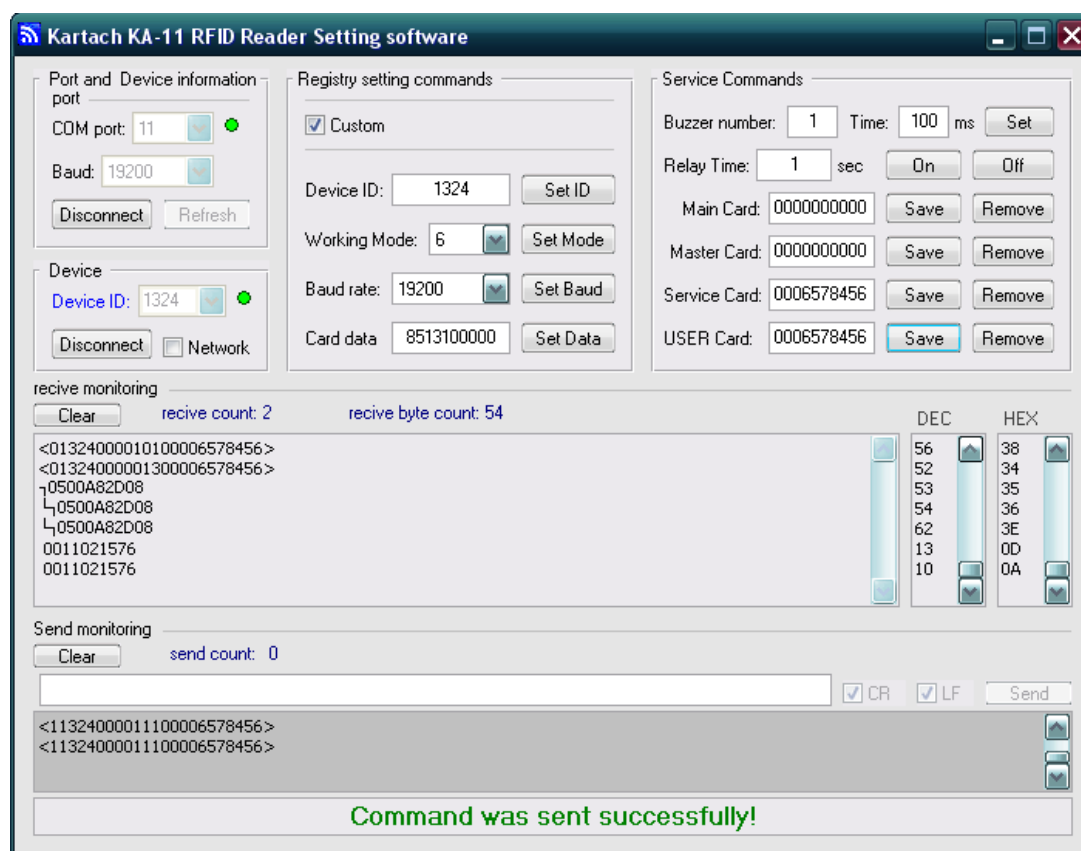 Kartach KA-11 RFID Reader Setting software
Port and Device information
port
COM port: 11
Baud: 19200
Disconnect Refresh
Device
Device ID: 1324
Disconnect Network
Registry setting commands
Custom
Device ID: 1324 Set ID
Working Mode: 6 Set Mode
Baud rate: 19200 Set Baud
Card data 8513100000 Set Data
Service Commands
Buzzer number: 1 Time: 100 ms Set
Relay Time: 1 sec On Off
Main Card: 0000000000 Save Remove
Master Card: 0000000000 Save Remove
Service Card: 0006578456 Save Remove
USER Card: 0006578456 Save Remove
recive monitoring
Clear recive count: 2 recive byte count: 54
<01324000010100006578456>
<01324000001300006578456>
┐0500A82D08
└┐0500A82D08
└┐0500A82D08
0011021576
0011021576
DEC HEX
56 38
52 34
53 35
54 36
62 3E
13 0D
10 0A
Send monitoring
Clear send count: 0
CR LF Send
<11324000011100006578456>
<11324000011100006578456>
Command was sent successfully!